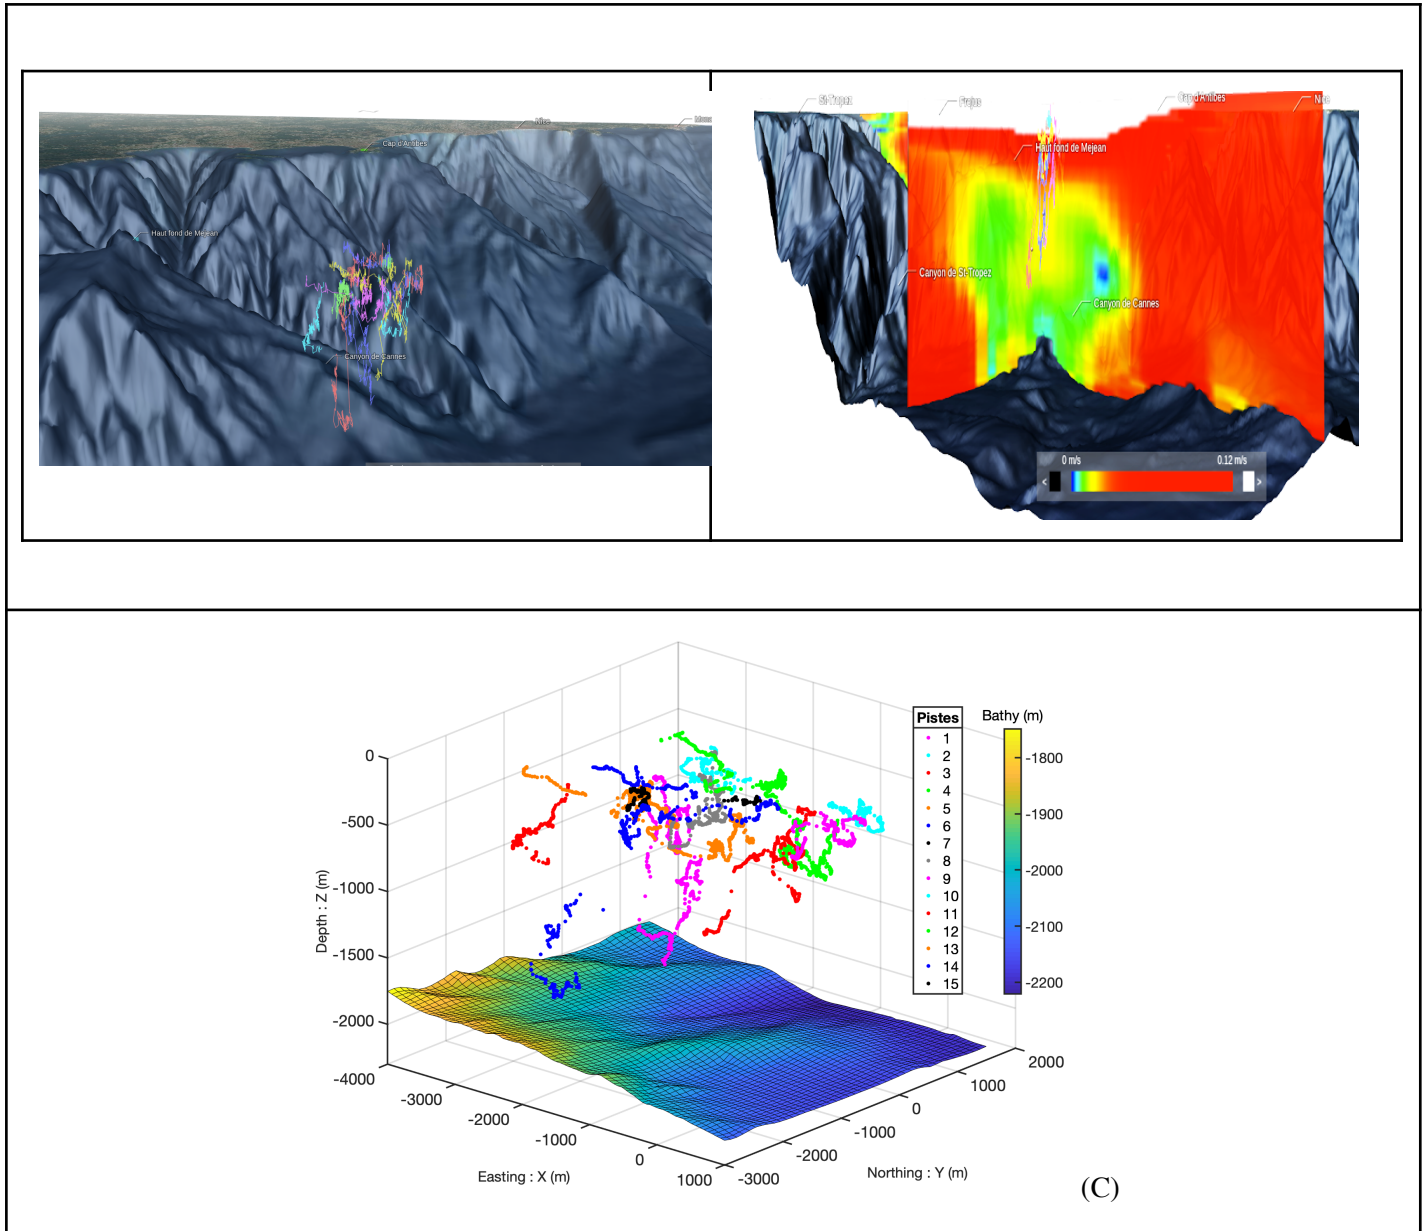 Nice
Cap d'Antibes
Haut fond de Mejean
Canyon de Cannes
St-Tropez
Frejus
Cap d'Antibes
Nice
Haut fond de Mejean
Canyon de St-Tropez
Canyon de Cannes
0 m/s
0.12 m/s
Pistes
1
2
3
4
5
6
7
8
9
10
11
12
13
14
15
Bathy (m)
-1800
-1900
-2000
-2100
-2200
0
-500
-1000
-1500
-2000
Depth : Z (m)
-4000
-3000
-2000
-1000
0
1000
Easting : X (m)
-3000
-2000
-1000
0
1000
2000
Northing : Y (m)
(C)